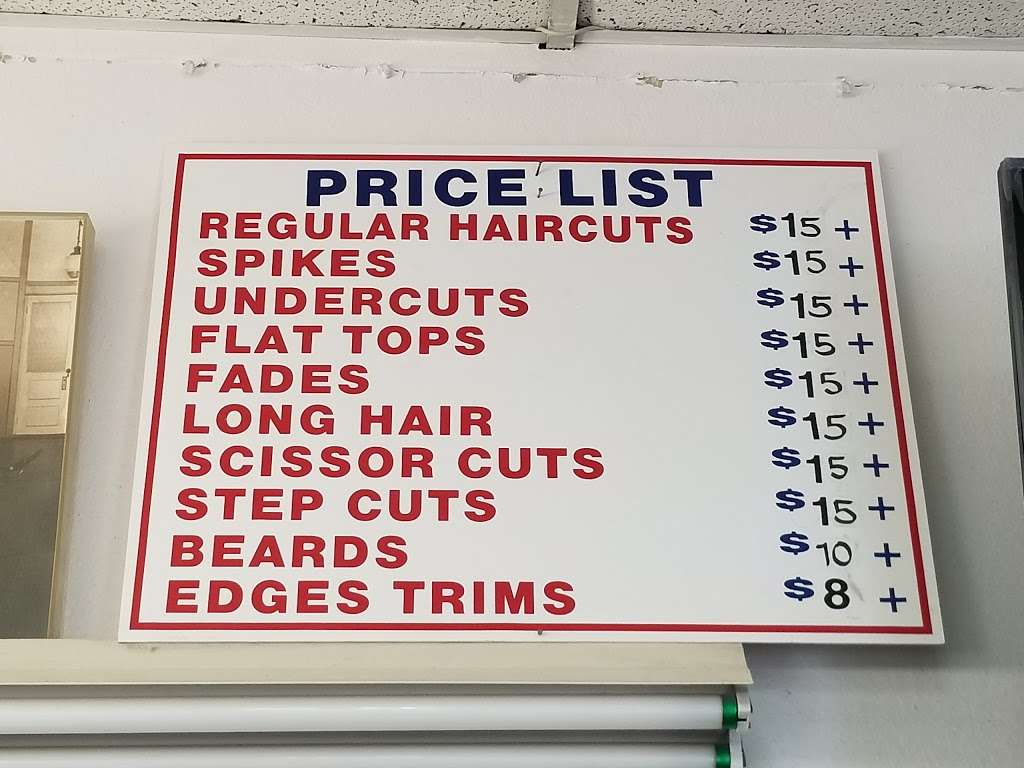 PRICE LIST
REGULAR HAIRCUTS $15+
SPIKES $15+
UNDERCUTS $15+
FLAT TOPS $15+
FADES $15+
LONG HAIR $15+
SCISSOR CUTS $15+
STEP CUTS $15+
BEARDS $10+
EDGES TRIMS $8+